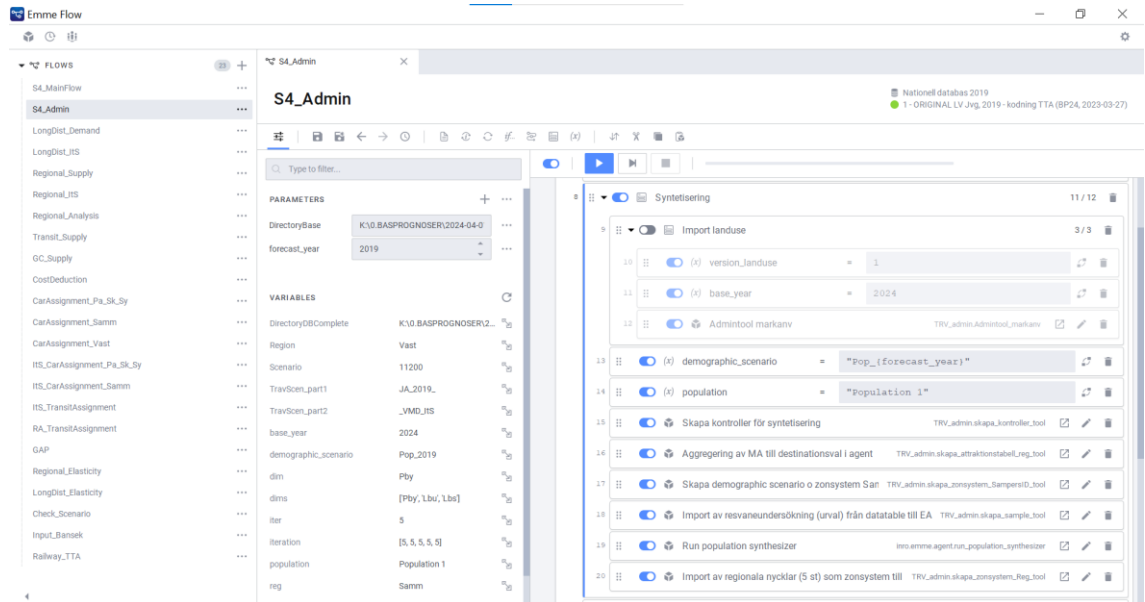 Emme Flow
FLOWS 23
S4_MainFlow
S4_Admin
LongDist_Demand
LongDist_ItS
Regional_Supply
Regional_ItS
Regional_Analysis
Transit_Supply
GC_Supply
CostDeduction
CarAssignment_Pa_Sk_Sy
CarAssignment_Samm
CarAssignment_Vast
ItS_CarAssignment_Pa_Sk_Sy
ItS_CarAssignment_Samm
ItS_TransitAssignment
RA_TransitAssignment
GAP
Regional_Elasticity
LongDist_Elasticity
Check_Scenario
Input_Bansek
Railway_TTA
S4_Admin
S4_Admin
Nationell databas 2019
1 - ORIGINAL LV Jvg, 2019 - kodning TTA (BP24, 2023-03-27)
if..
(x)
Type to filter...
PARAMETERS
DirectoryBase K:\0.BASPROGNOSER\2024-04-0
forecast_year 2019
VARIABLES
DirectoryDBComplete K:\0.BASPROGNOSER\2...
Region Vast
Scenario 11200
TravScen_part1 JA_2019_
TravScen_part2 _VMD_ItS
base_year 2024
demographic_scenario Pop_2019
dim Pby
dims ['Pby', 'Lbu', 'Lbs']
iter 5
iteration [5, 5, 5, 5, 5]
population Population 1
reg Samm
8 Syntetisering 11 / 12
9 Import landuse 3 / 3
10 (x) version_landuse = 1
11 (x) base_year = 2024
12 Admintool markanv TRV_admin.Admintool_markanv
13 (x) demographic_scenario = "Pop_{forecast_year}"
14 (x) population = "Population 1"
15 Skapa kontroller för syntetisering TRV_admin.skapa_kontroller_tool
16 Aggregering av MA till destinationsval i agent TRV_admin.skapa_attraktionstabell_reg_tool
17 Skapa demographic scenario o zonsystem Sam TRV_admin.skapa_zonsystem_SampersID_tool
18 Import av resvaneundersökning (urval) från datatable till EA TRV_admin.skapa_sample_tool
19 Run population synthesizer inro.emme.agent.run_population_synthesizer
20 Import av regionala nycklar (5 st) som zonsystem till TRV_admin.skapa_zonsystem_Reg_tool